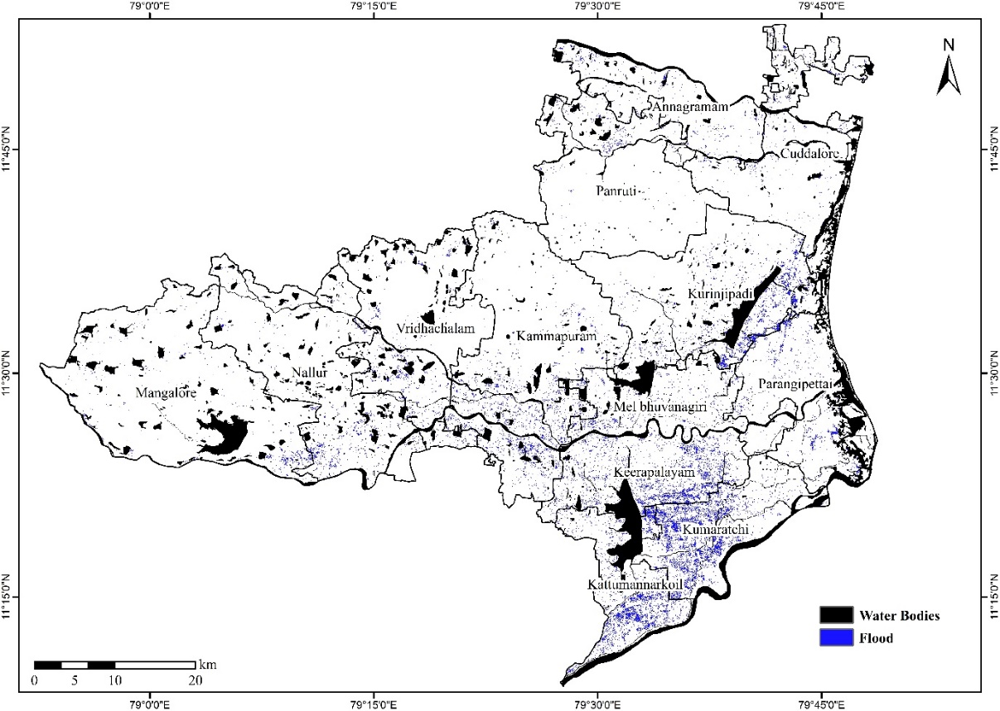 79°0'0"E 79°15'0"E 79°30'0"E 79°45'0"E
N
Annagramam
11°45'0"N 11°45'0"N
Cuddalore
Panruti
Kurinjipadi
Vridhachalam
Kammapuram
11°30'0"N 11°30'0"N
Nallur
Parangipettai
Mangalore
Mel bhuvanagiri
Keerapalayam
Kumaratchi
Kattumannarkoil
11°15'0"N 11°15'0"N
Water Bodies
Flood
km
0 5 10 20
79°0'0"E 79°15'0"E 79°30'0"E 79°45'0"E